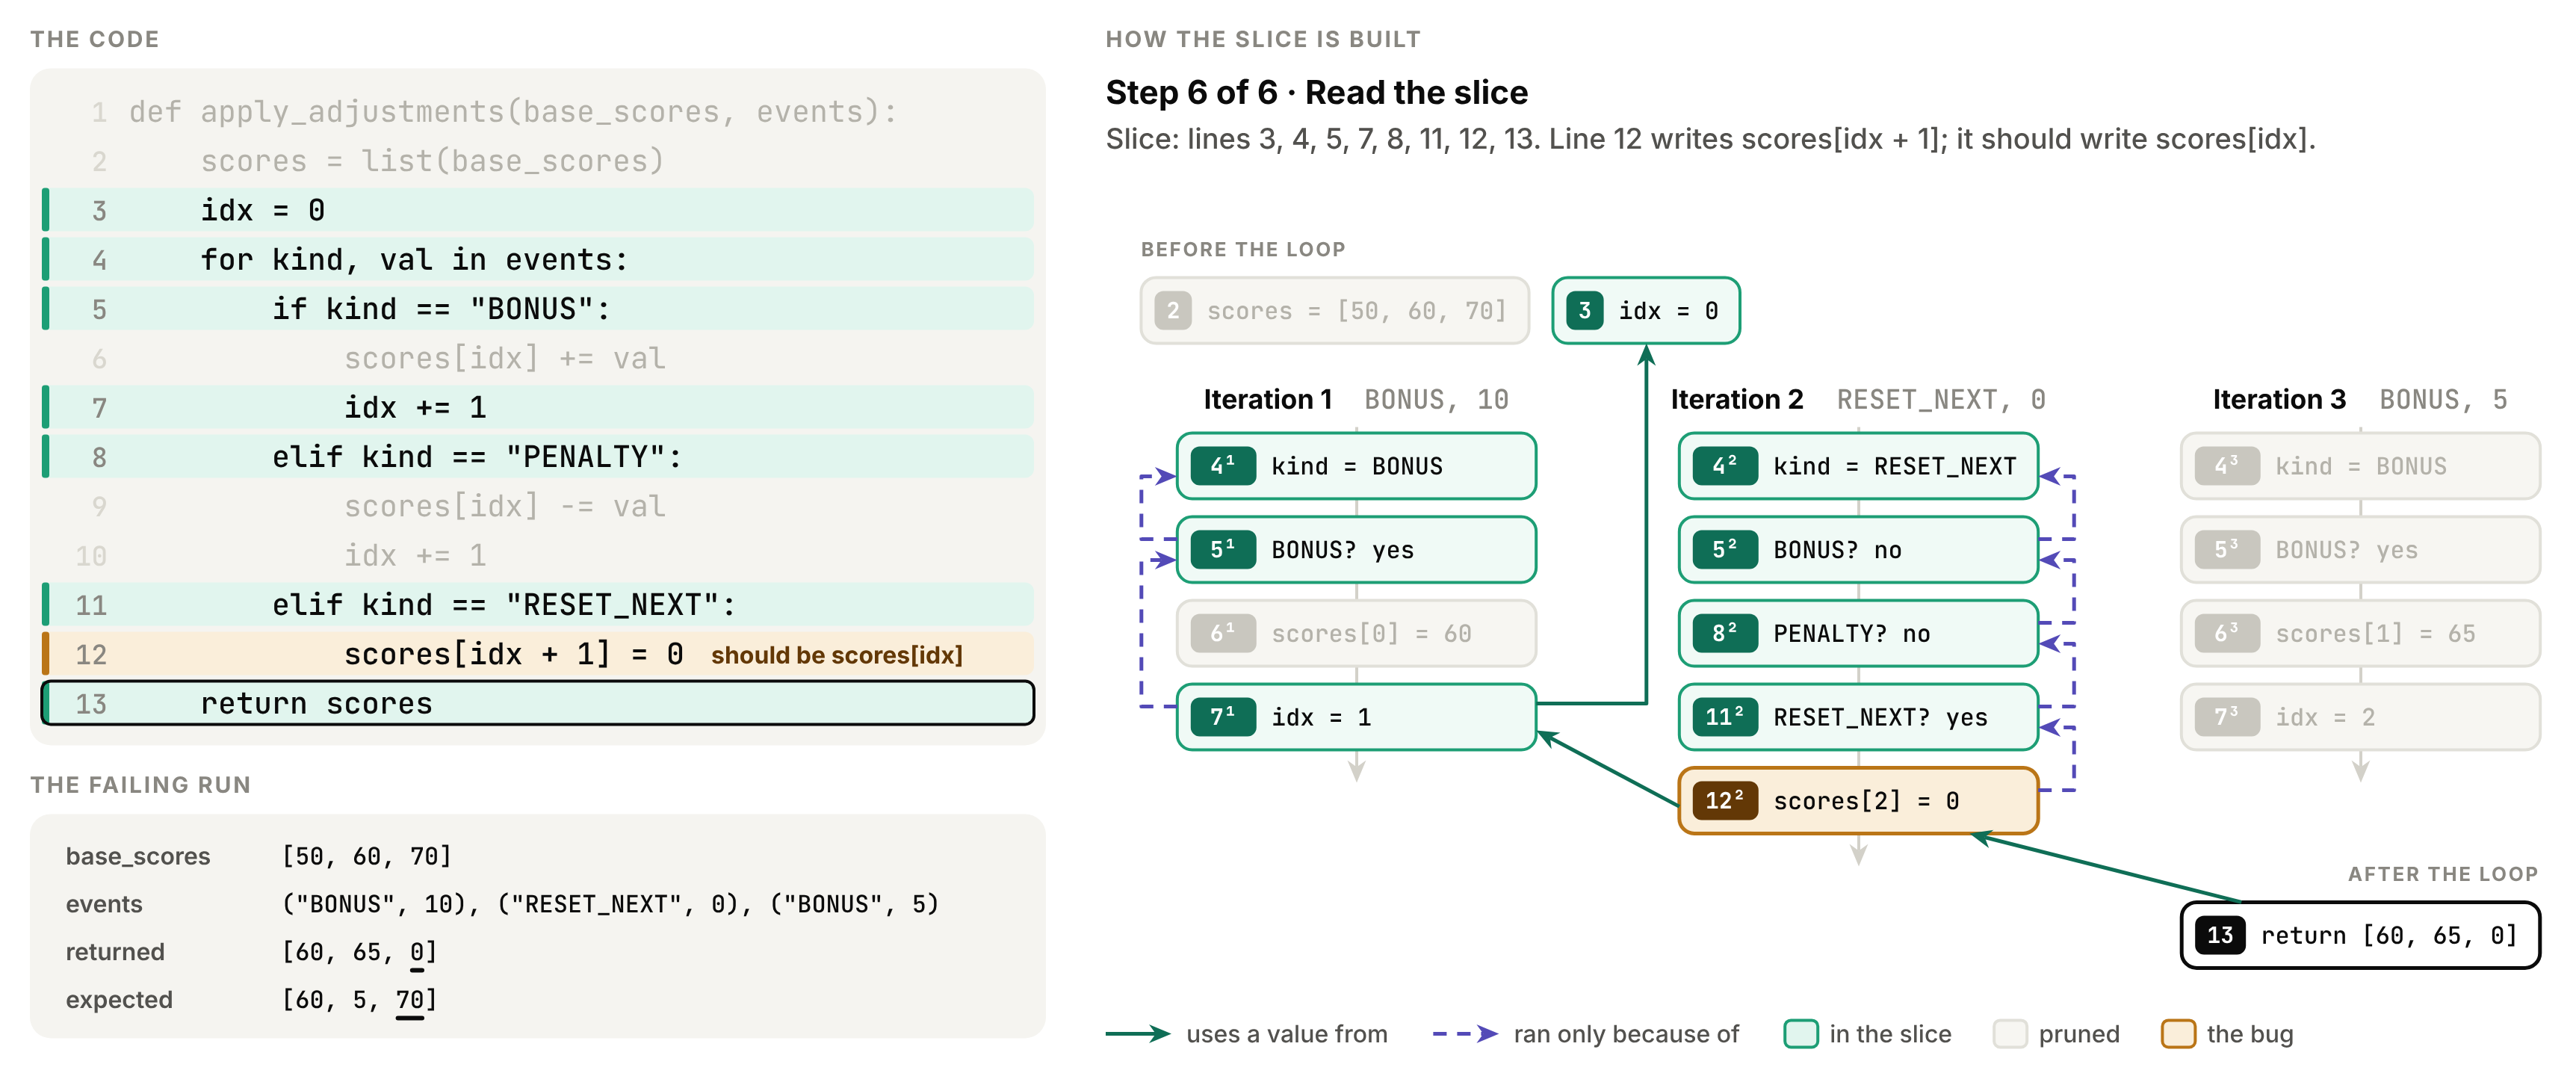 THE CODE
1 def apply_adjustments(base_scores, events):
2 scores = list(base_scores)
3 idx = 0
4 for kind, val in events:
5 if kind == "BONUS":
6 scores[idx] += val
7 idx += 1
8 elif kind == "PENALTY":
9 scores[idx] -= val
10 idx += 1
11 elif kind == "RESET_NEXT":
12 scores[idx + 1] = 0 should be scores[idx]
13 return scores
THE FAILING RUN
base_scores [50, 60, 70]
events ("BONUS", 10), ("RESET_NEXT", 0), ("BONUS", 5)
returned [60, 65, 0]
expected [60, 5, 70]
HOW THE SLICE IS BUILT
Step 6 of 6 · Read the slice
Slice: lines 3, 4, 5, 7, 8, 11, 12, 13. Line 12 writes scores[idx + 1]; it should write scores[idx].
BEFORE THE LOOP
2 scores = [50, 60, 70]
3 idx = 0
Iteration 1 BONUS, 10
4¹ kind = BONUS
5¹ BONUS? yes
6¹ scores[0] = 60
7¹ idx = 1
Iteration 2 RESET_NEXT, 0
4² kind = RESET_NEXT
5² BONUS? no
8² PENALTY? no
11² RESET_NEXT? yes
12² scores[2] = 0
Iteration 3 BONUS, 5
4³ kind = BONUS
5³ BONUS? yes
6³ scores[1] = 65
7³ idx = 2
AFTER THE LOOP
13 return [60, 65, 0]
uses a value from
ran only because of
in the slice
pruned
the bug